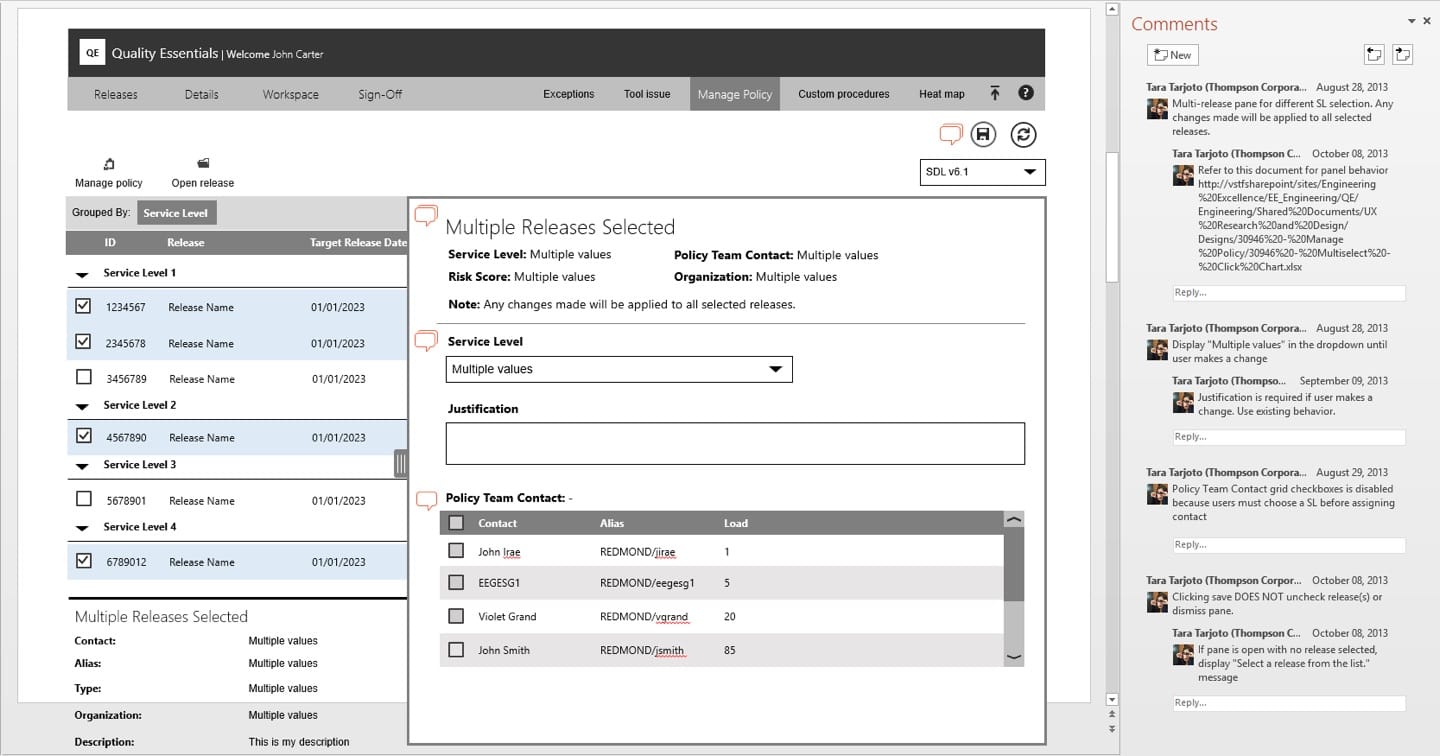 QE Quality Essentials | Welcome John Carter
Releases Details Workspace Sign-Off Exceptions Tool issue Manage Policy Custom procedures Heat map ?
Manage policy Open release
SDL v6.1
Grouped By: Service Level
ID Release Target Release Date
Service Level 1
1234567 Release Name 01/01/2023
2345678 Release Name 01/01/2023
3456789 Release Name 01/01/2023
Service Level 2
4567890 Release Name 01/01/2023
Service Level 3
5678901 Release Name 01/01/2023
Service Level 4
6789012 Release Name 01/01/2023
Multiple Releases Selected
Contact: Multiple values
Alias: Multiple values
Type: Multiple values
Organization: Multiple values
Description: This is my description
Multiple Releases Selected
Service Level: Multiple values Policy Team Contact: Multiple values
Risk Score: Multiple values Organization: Multiple values
Note: Any changes made will be applied to all selected releases.
Service Level
Multiple values
Justification
Policy Team Contact: -
Contact Alias Load
John Irae REDMOND/jirae 1
EEGESG1 REDMOND/eegesg1 5
Violet Grand REDMOND/vgrand 20
John Smith REDMOND/jsmith 85
Comments
New
Tara Tarjoto (Thompson Corpora... August 28, 2013
Multi-release pane for different SL selection. Any
changes made will be applied to all selected
releases.
Tara Tarjoto (Thompson C... October 08, 2013
Refer to this document for panel behavior
http://vstfsharepoint/sites/Engineering
%20Excellence/EE_Engineering/QE/
Engineering/Shared%20Documents/UX
%20Research%20and%20Design/
Designs/30946%20-%20Manage
%20Policy/30946%20-%20Multiselect%20-
%20Click%20Chart.xlsx
Reply...
Tara Tarjoto (Thompson Corpora... August 28, 2013
Display "Multiple values" in the dropdown until
user makes a change
Tara Tarjoto (Thompso... September 09, 2013
Justification is required if user makes a
change. Use existing behavior.
Reply...
Tara Tarjoto (Thompson Corpora... August 29, 2013
Policy Team Contact grid checkboxes is disabled
because users must choose a SL before assigning
contact
Reply...
Tara Tarjoto (Thompson Corpor... October 08, 2013
Clicking save DOES NOT uncheck release(s) or
dismiss pane.
Tara Tarjoto (Thompson C... October 08, 2013
If pane is open with no release selected,
display "Select a release from the list."
message
Reply...